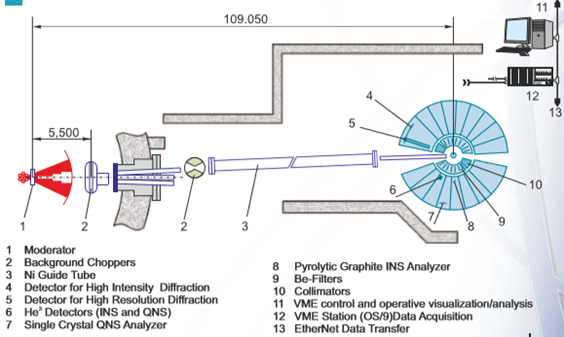 109.050
11
12
13
4
5
5,500
6
7
8
9
10
1
2
2
3
1 Moderator
2 Background Choppers
3 Ni Guide Tube
4 Detector for High Intensity Diffraction
5 Detector for High Resolution Diffraction
6 He³ Detectors (INS and QNS)
7 Single Crystal QNS Analyzer
8 Pyrolytic Graphite INS Analyzer
9 Be-Filters
10 Collimators
11 VME control and operative visualization/analysis
12 VME Station (OS/9)Data Acquisition
13 EtherNet Data Transfer